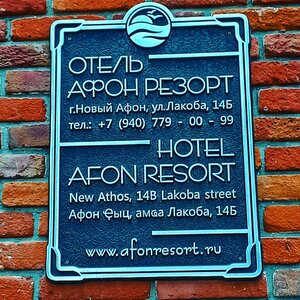 ОТЕЛЬ
АФОН РЕЗОРТ
г.Новый Афон, ул.Лакоба, 14Б
тел.: +7 (940) 779 - 00 - 99
HOTEL
AFON RESORT
New Athos, 14B Lakoba street
Афон Ҿыц, амҩа Лакоба, 14Б
www.afonresort.ru